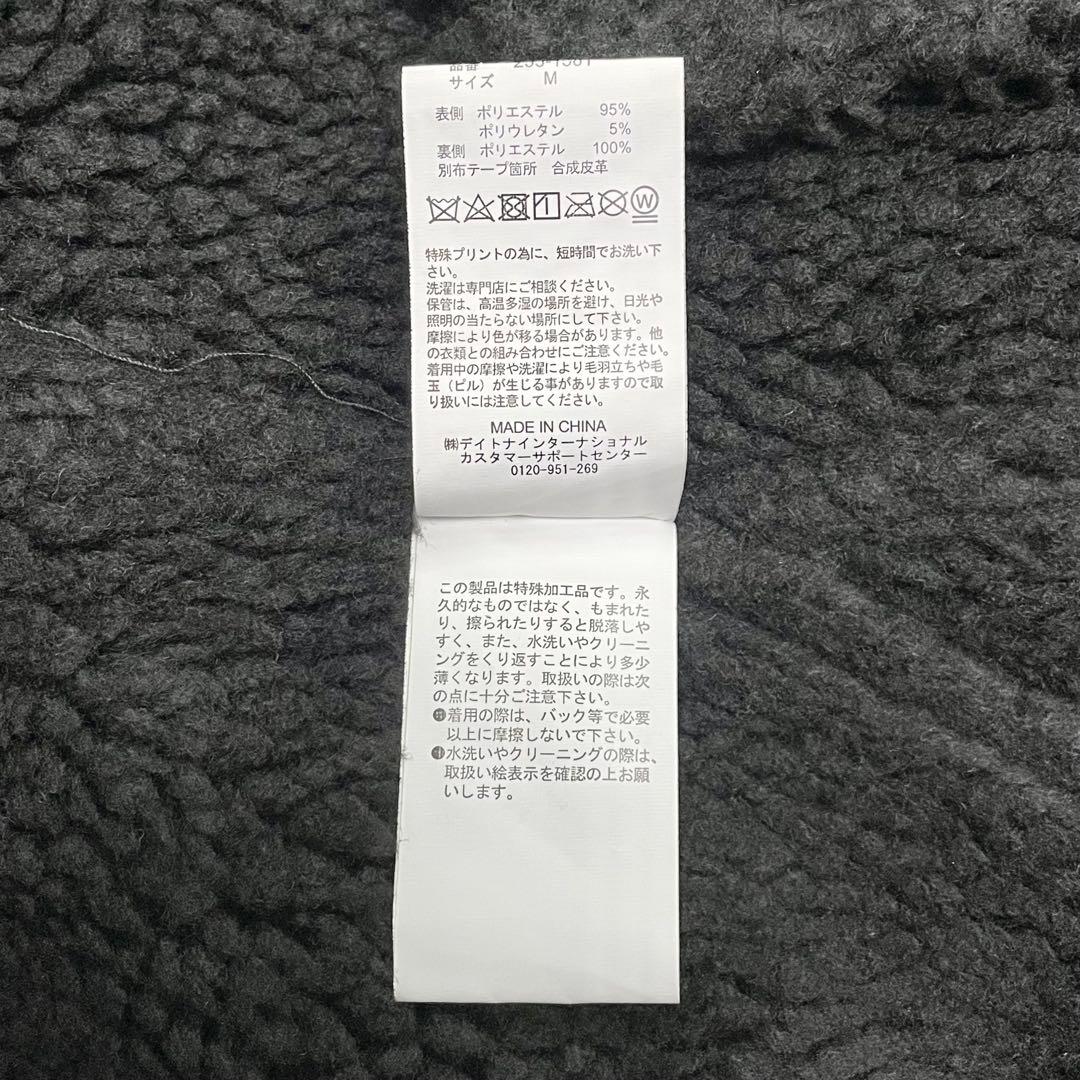 サイズ M
表側 ポリエステル 95%
ポリウレタン 5%
裏側 ポリエステル 100%
別布テープ箇所 合成皮革
W
特殊プリントの為に、短時間でお洗い下
さい。
洗濯は専門店にご相談ください。
保管は、高温多湿の場所を避け、日光や
照明の当たらない場所にして下さい。
摩擦により色が移る場合があります。他
の衣類との組み合わせにご注意ください。
着用中の摩擦や洗濯により毛羽立ちや毛
玉（ピル）が生じる事がありますので取
り扱いには注意してください。
MADE IN CHINA
㈱デイトナインターナショナル
カスタマーサポートセンター
0120-951-269
この製品は特殊加工品です。永
久的なものではなく、もまれた
り、擦られたりすると脱落しや
すく、また、水洗いやクリーニ
ングをくり返すことにより多少
薄くなります。取扱いの際は次
の点に十分ご注意下さい。
着用の際は、バック等で必要
以上に摩擦しないで下さい。
水洗いやクリーニングの際は、
取扱い絵表示を確認の上お願
いします。